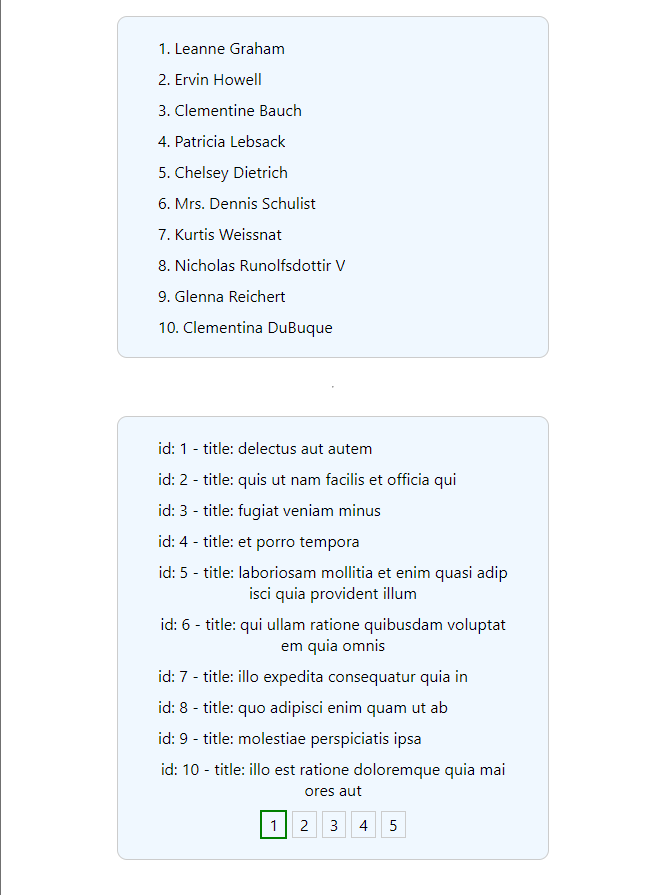 1. Leanne Graham
2. Ervin Howell
3. Clementine Bauch
4. Patricia Lebsack
5. Chelsey Dietrich
6. Mrs. Dennis Schulist
7. Kurtis Weissnat
8. Nicholas Runolfsdottir V
9. Glenna Reichert
10. Clementina DuBuque
.
id: 1 - title: delectus aut autem
id: 2 - title: quis ut nam facilis et officia qui
id: 3 - title: fugiat veniam minus
id: 4 - title: et porro tempora
id: 5 - title: laboriosam mollitia et enim quasi adip
isci quia provident illum
id: 6 - title: qui ullam ratione quibusdam voluptat
em quia omnis
id: 7 - title: illo expedita consequatur quia in
id: 8 - title: quo adipisci enim quam ut ab
id: 9 - title: molestiae perspiciatis ipsa
id: 10 - title: illo est ratione doloremque quia mai
ores aut
1 2 3 4 5